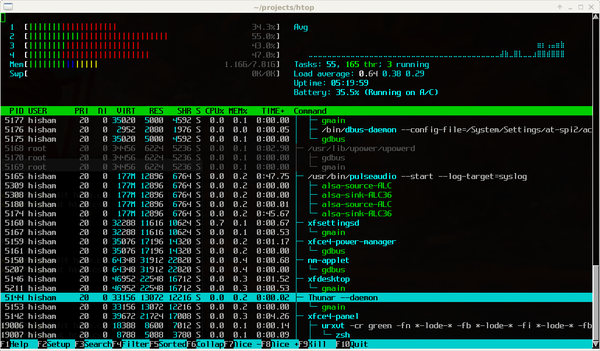 ~/projects/htop
1 [ 34.3%] Avg
2 [ 55.0%]
3 [ 43.0%]
4 [ 47.0%] Tasks: 55, 165 thr; 3 running
Mem[ 1.16G/7.01G] Load average: 0.64 0.38 0.29
Swp[ 0K/0K] Uptime: 05:19:59
Battery: 35.5% (Running on A/C)
PID USER PRI NI VIRT RES SHR S CPU% MEM% TIME+ Command
5177 hisham 20 0 35020 5000 4592 S 0.0 0.1 0:00.00 gmain
5176 hisham 20 0 2952 2080 1976 S 0.0 0.0 0:00.05 /bin/dbus-daemon --config-file=/System/Settings/at-spi2/ac
5175 hisham 20 0 35020 5000 4592 S 0.0 0.1 0:00.00 gdbus
5168 root 20 0 34456 6224 5236 S 0.0 0.1 0:02.90 /usr/lib/upower/upowerd
5170 root 20 0 34456 6224 5236 S 0.0 0.1 0:00.00 gdbus
5169 root 20 0 34456 6224 5236 S 0.0 0.1 0:00.00 gmain
5165 hisham 20 0 177M 12896 6764 S 0.0 0.2 0:47.75 /usr/bin/pulseaudio --start --log-target=syslog
5309 hisham 20 0 177M 12896 6764 S 0.0 0.2 0:00.00 alsa-source-ALC
5308 hisham 20 0 177M 12896 6764 S 0.0 0.2 0:00.00 alsa-sink-ALC36
5180 hisham 20 0 177M 12896 6764 S 0.0 0.2 0:00.01 alsa-source-ALC
5174 hisham 20 0 177M 12896 6764 S 0.0 0.2 0:45.67 alsa-sink-ALC36
5160 hisham 20 0 32288 11616 10624 S 0.7 0.1 0:00.67 xfsettingsd
5167 hisham 20 0 32288 11616 10624 S 0.0 0.1 0:00.53 gmain
5159 hisham 20 0 35076 17196 14320 S 0.0 0.2 0:01.17 xfce4-power-manager
5161 hisham 20 0 35076 17196 14320 S 0.0 0.2 0:00.00 gdbus
5150 hisham 20 0 64348 31912 22820 S 0.0 0.4 0:00.68 nm-applet
5207 hisham 20 0 64348 31912 22820 S 0.0 0.4 0:00.00 gdbus
5146 hisham 20 0 46952 22548 16712 S 0.0 0.3 0:01.52 xfdesktop
5211 hisham 20 0 46952 22548 16712 S 0.0 0.3 0:00.53 gmain
5144 hisham 20 0 33156 13072 12216 S 0.0 0.2 0:00.02 Thunar --daemon
5153 hisham 20 0 33156 13072 12216 S 0.0 0.2 0:00.00 gmain
5142 hisham 20 0 39672 21724 17008 S 0.0 0.3 0:04.26 xfce4-panel
19006 hisham 20 0 18388 8600 7012 S 0.0 0.1 0:00.14 urxvt -cr green -fn *-lode-* -fb *-lode-* -fi *-lode-* -fb
19007 hisham 20 0 8788 5088 3780 S 0.0 0.1 0:00.09 zsh
F1Help F2Setup F3SearchF4FilterF5SortedF6CollapF7Nice -F8Nice +F9Kill F10Quit